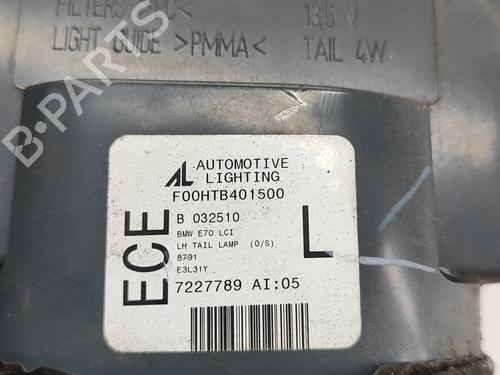 FILTERS
13,5 V
LIGHT GUIDE >PMMA<
TAIL 4W
B-PARTS
AL AUTOMOTIVE
LIGHTING
F00HTB401500
B 032510
BMW E70 LCI
LH TAIL LAMP (O/S)
8791
E3L31Y
7227789 AI:05
ECE
L